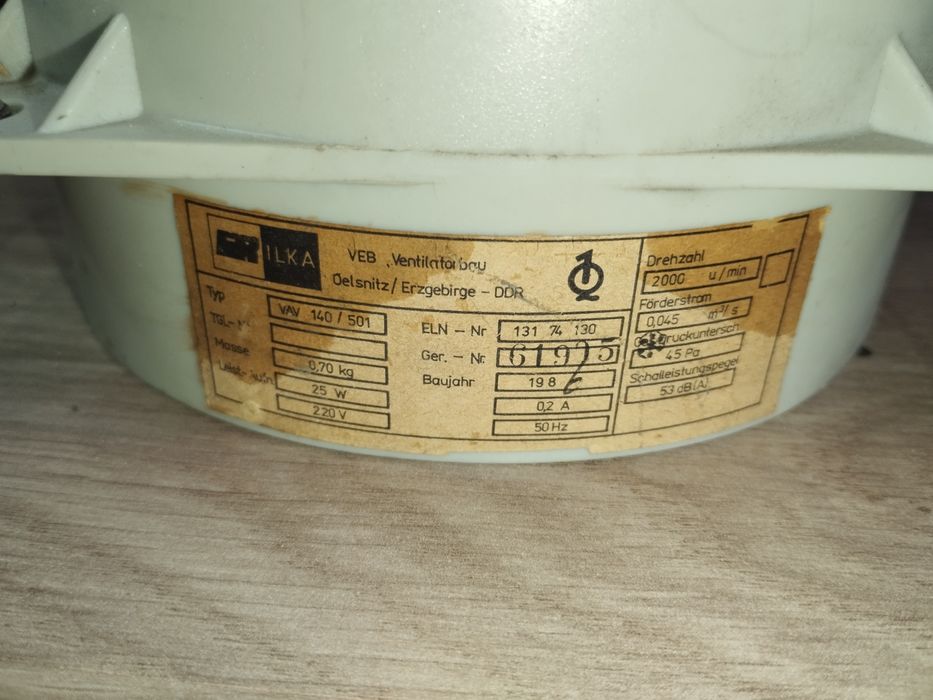 ILKA
VEB „Ventilatorbau
Oelsnitz/Erzgebirge – DDR
Typ VAV 140 / 501
TGL-
Masse 0,70 kg
25 W
220 V
ELN – Nr 131 74 130
Ger. – Nr. 61925
Baujahr 198
0,2 A
50 Hz
Drehzahl
2000 u/min
Förderstrom
0,045 m³/s
druckuntersch
45 Pa
Schalleistungspegel
53 dB(A)